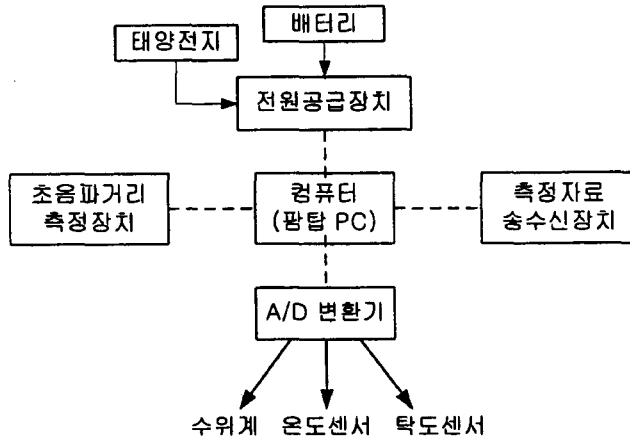 배터리
태양전지
전원공급장치
초음파거리
측정장치
컴퓨터
(팜탑 PC)
측정자료
송수신장치
A/D 변환기
수위계 온도센서 탁도센서